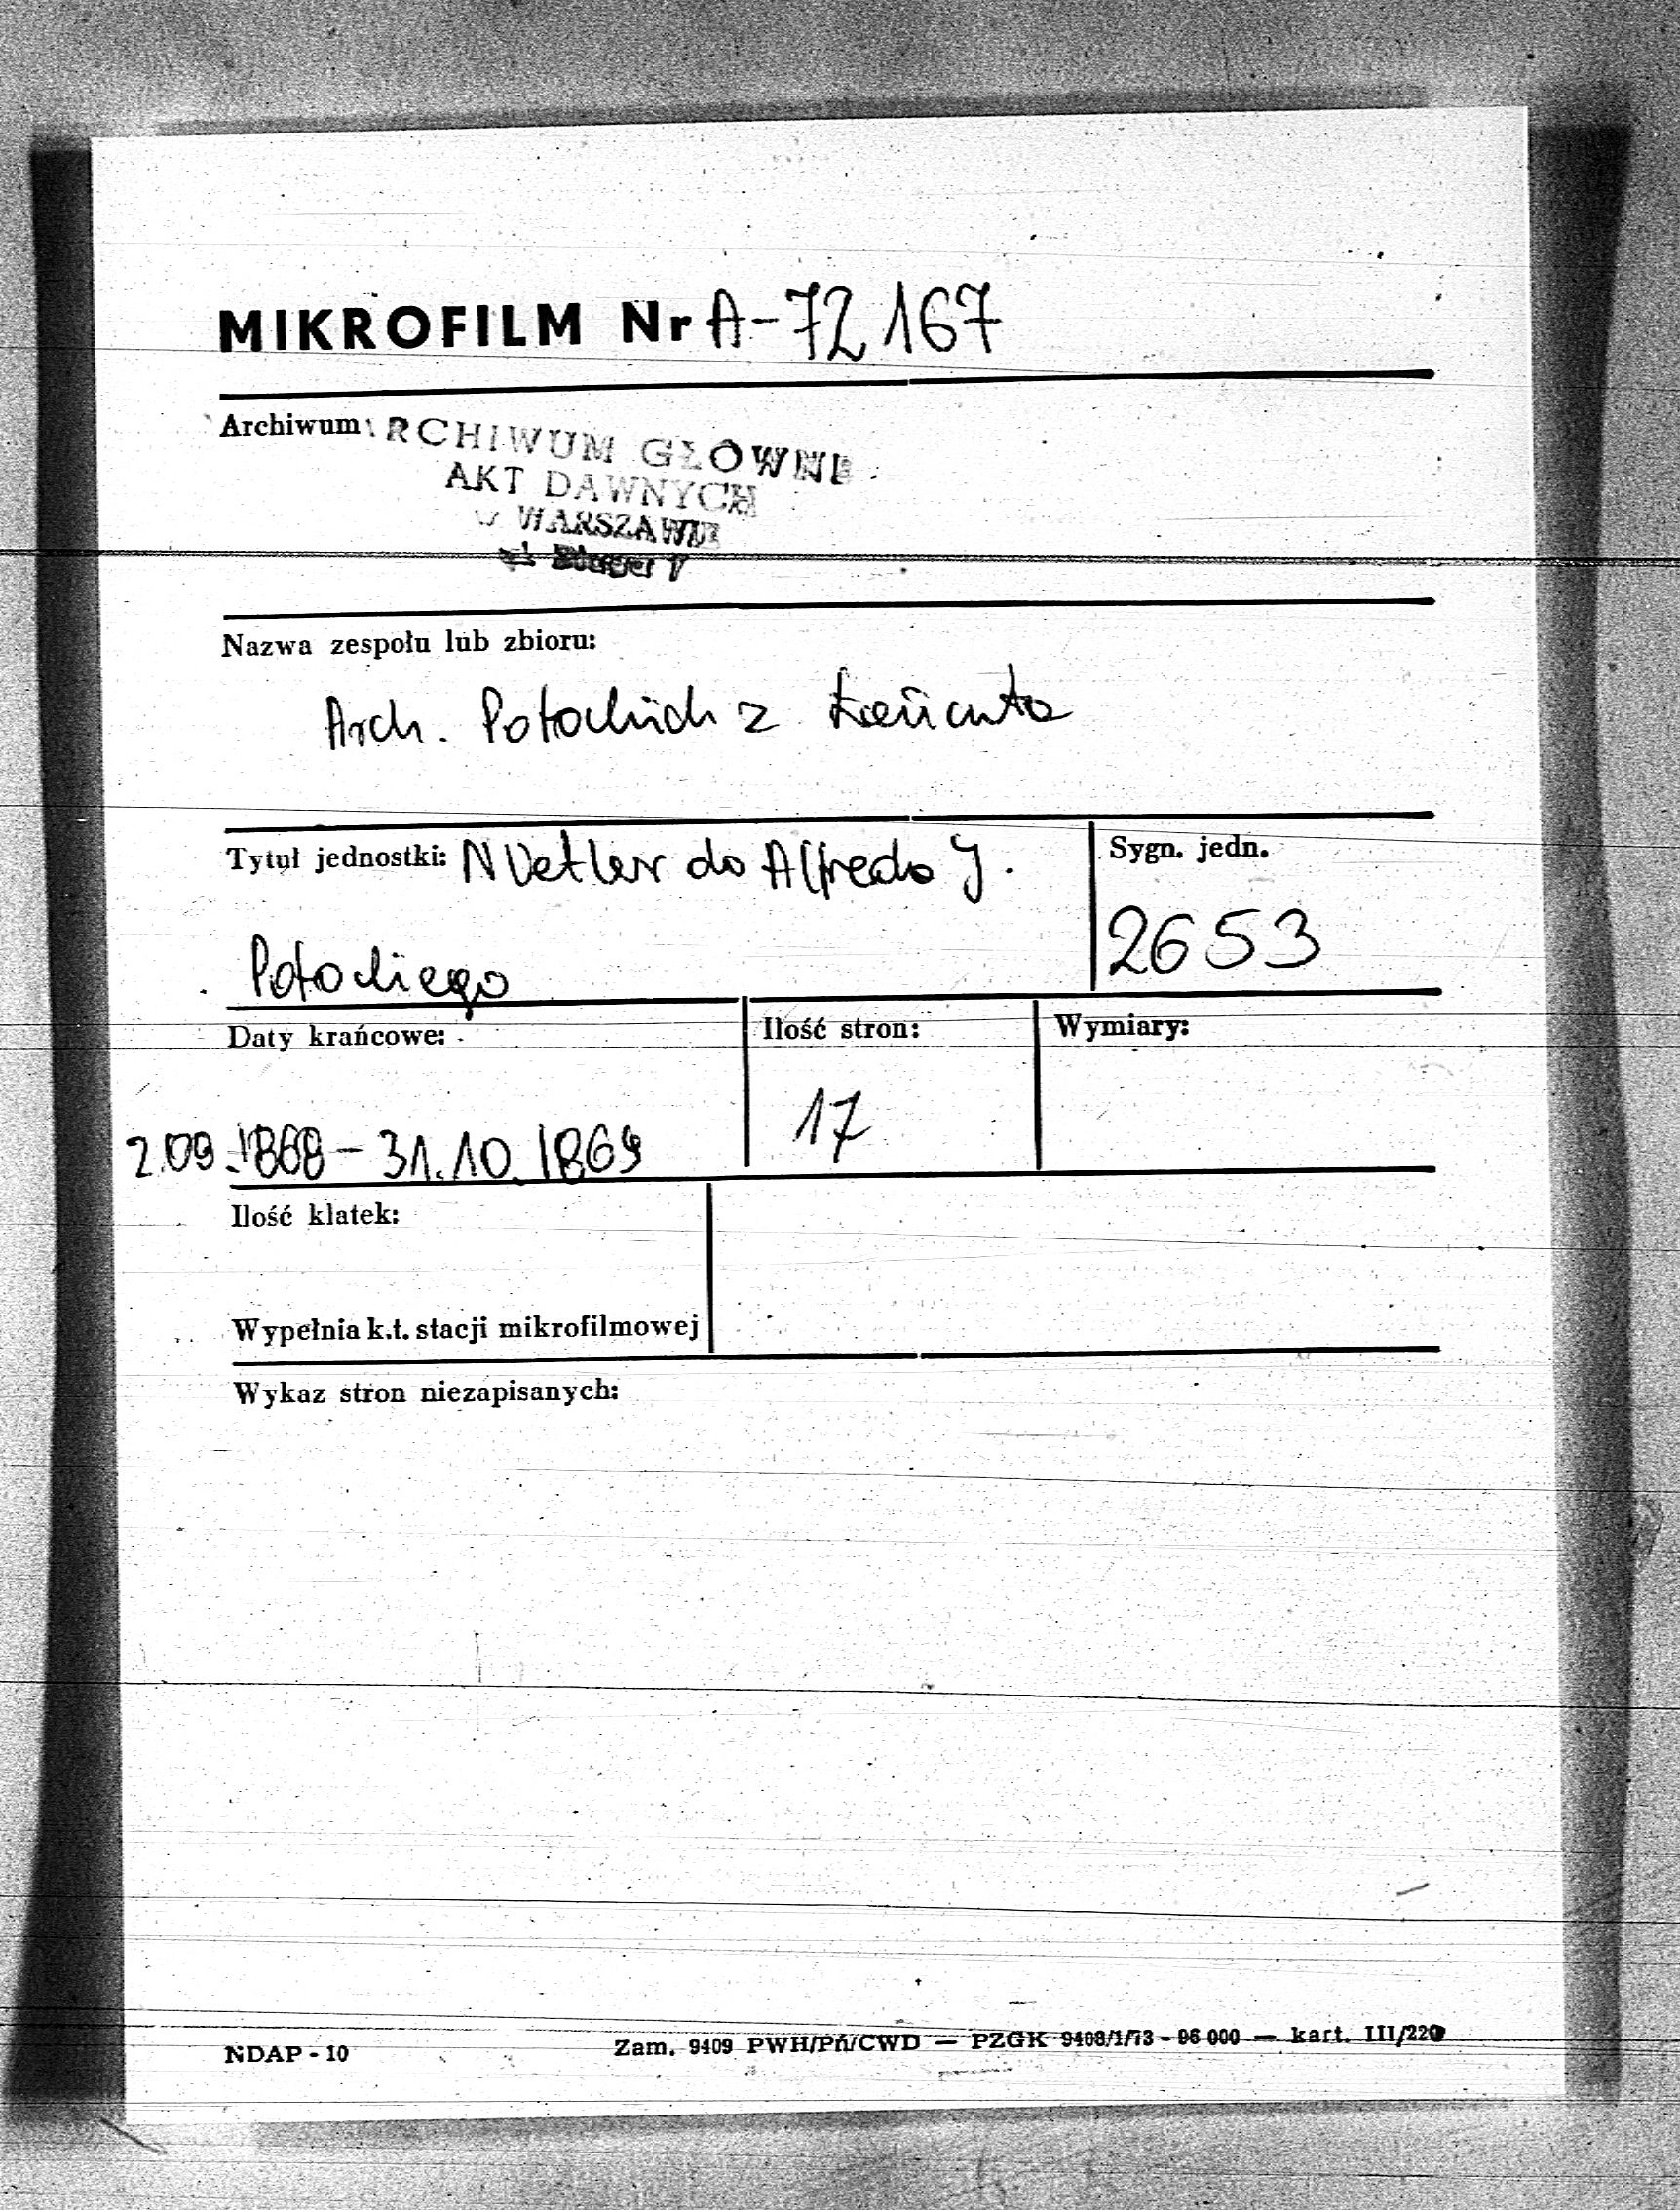 MIKROFILM Nr A-72167
Archiwum
ARCHIWUM GŁÓWNE
AKT DAWNYCH
w WARSZAWIE
Nazwa zespołu lub zbioru:
Arch. Potockich z Łańcuta
Tytuł jednostki: N Vetler do Alfreda J.
Potockiego
Sygn. jedn.
2653
Daty krańcowe:
2.09.1868 - 31.10.1869
Ilość stron:
17
Wymiary:
Ilość klatek:
Wypełnia k.t. stacji mikrofilmowej
Wykaz stron niezapisanych:
NDAP - 10
Zam. 9409 PWH/Pń/CWD — PZGK 9408/1/73 - 96 000 — kart. III/220